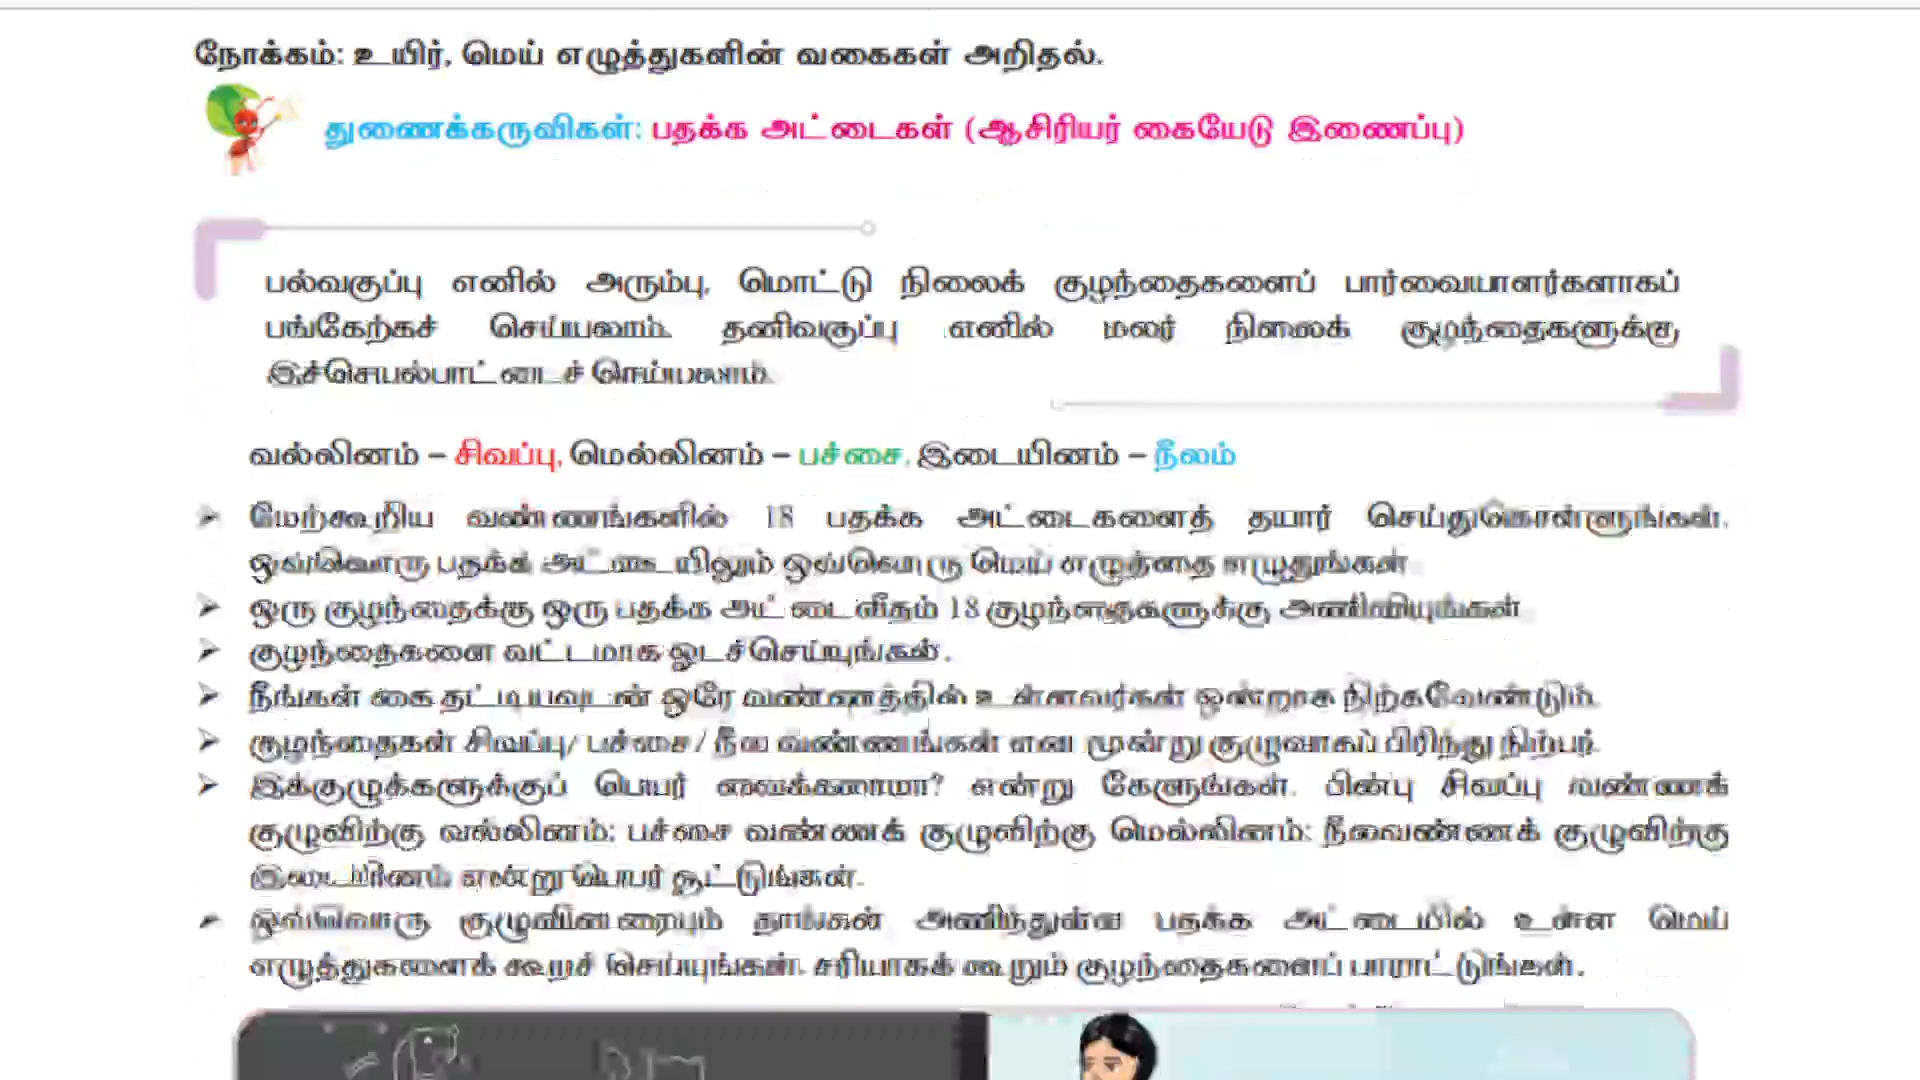 நோக்கம்: உயிர், மெய் எழுத்துகளின் வகைகள் அறிதல்.
துணைக்கருவிகள்: பதக்க அட்டைகள் (ஆசிரியர் கையேடு இணைப்பு)
பல்வகுப்பு எனில் அரும்பு, மொட்டு நிலைக் குழந்தைகளைப் பார்வையாளர்களாகப்
பங்கேற்கச் செய்யலாம். தனிவகுப்பு எனில் மலர் நிலைக் குழந்தைகளுக்கு
இச்செயல்பாட்டைச் செய்யலாம்.
வல்லினம் – சிவப்பு, மெல்லினம் – பச்சை, இடையினம் – நீலம்
➤ மேற்கூறிய வண்ணங்களில் 18 பதக்க அட்டைகளைத் தயார் செய்துகொள்ளுங்கள்.
ஒவ்வொரு பதக்க அட்டையிலும் ஒவ்வொரு மெய் எழுத்தை எழுதுங்கள்.
➤ ஒரு குழந்தைக்கு ஒரு பதக்க அட்டைவீதம் 18 குழந்தைகளுக்கு அணிவியுங்கள்.
➤ குழந்தைகளை வட்டமாக ஓடச்செய்யுங்கள்.
➤ நீங்கள் கை தட்டியவுடன் ஒரே வண்ணத்தில் உள்ளவர்கள் ஒன்றாக நிற்கவேண்டும்.
➤ குழந்தைகள் சிவப்பு/ பச்சை/ நீல வண்ணங்கள் என மூன்று குழுவாகப் பிரிந்து நிற்பர்.
➤ இக்குழுக்களுக்குப் பெயர் வைக்கலாமா? என்று கேளுங்கள். பின்பு சிவப்பு வண்ணக்
குழுவிற்கு வல்லினம்; பச்சை வண்ணக் குழுவிற்கு மெல்லினம்; நீலவண்ணக் குழுவிற்கு
இடையினம் என்று பெயர் சூட்டுங்கள்.
➤ ஒவ்வொரு குழுவினரையும் தாங்கள் அணிந்துள்ள பதக்க அட்டையில் உள்ள மெய்
எழுத்துகளைக் கூறச் செய்யுங்கள். சரியாகக் கூறும் குழந்தைகளைப் பாராட்டுங்கள்.